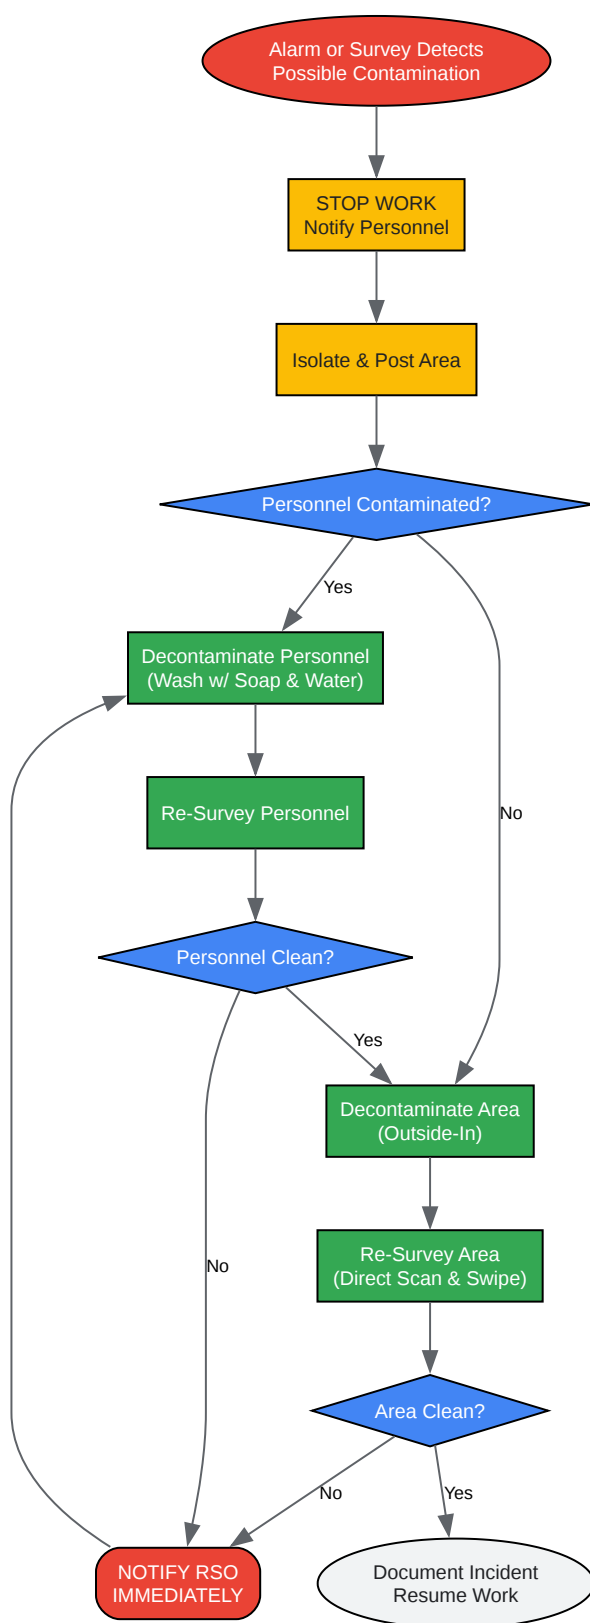 Alarm or Survey Detects
Possible Contamination
STOP WORK
Notify Personnel
Isolate & Post Area
Personnel Contaminated?
Yes
Decontaminate Personnel
(Wash w/ Soap & Water)
Re-Survey Personnel
No
Personnel Clean?
Yes
Decontaminate Area
(Outside-In)
Re-Survey Area
(Direct Scan & Swipe)
No
Area Clean?
No
Yes
NOTIFY RSO
IMMEDIATELY
Document Incident
Resume Work